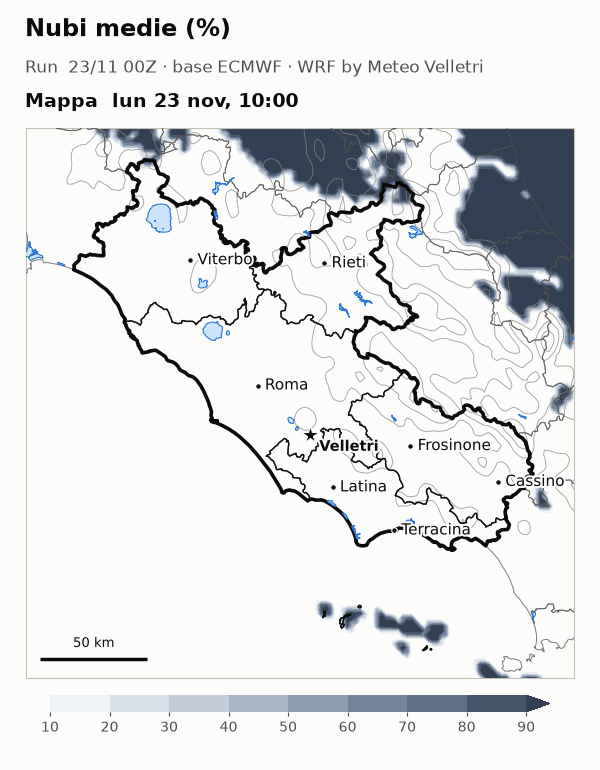 Nubi medie (%)
Run  23/11 00Z · base ECMWF · WRF by Meteo Velletri
Mappa  lun 23 nov, 10:00
Viterbo
Rieti
Roma
Velletri
Frosinone
Latina
Cassino
Terracina
50 km
10 20 30 40 50 60 70 80 90